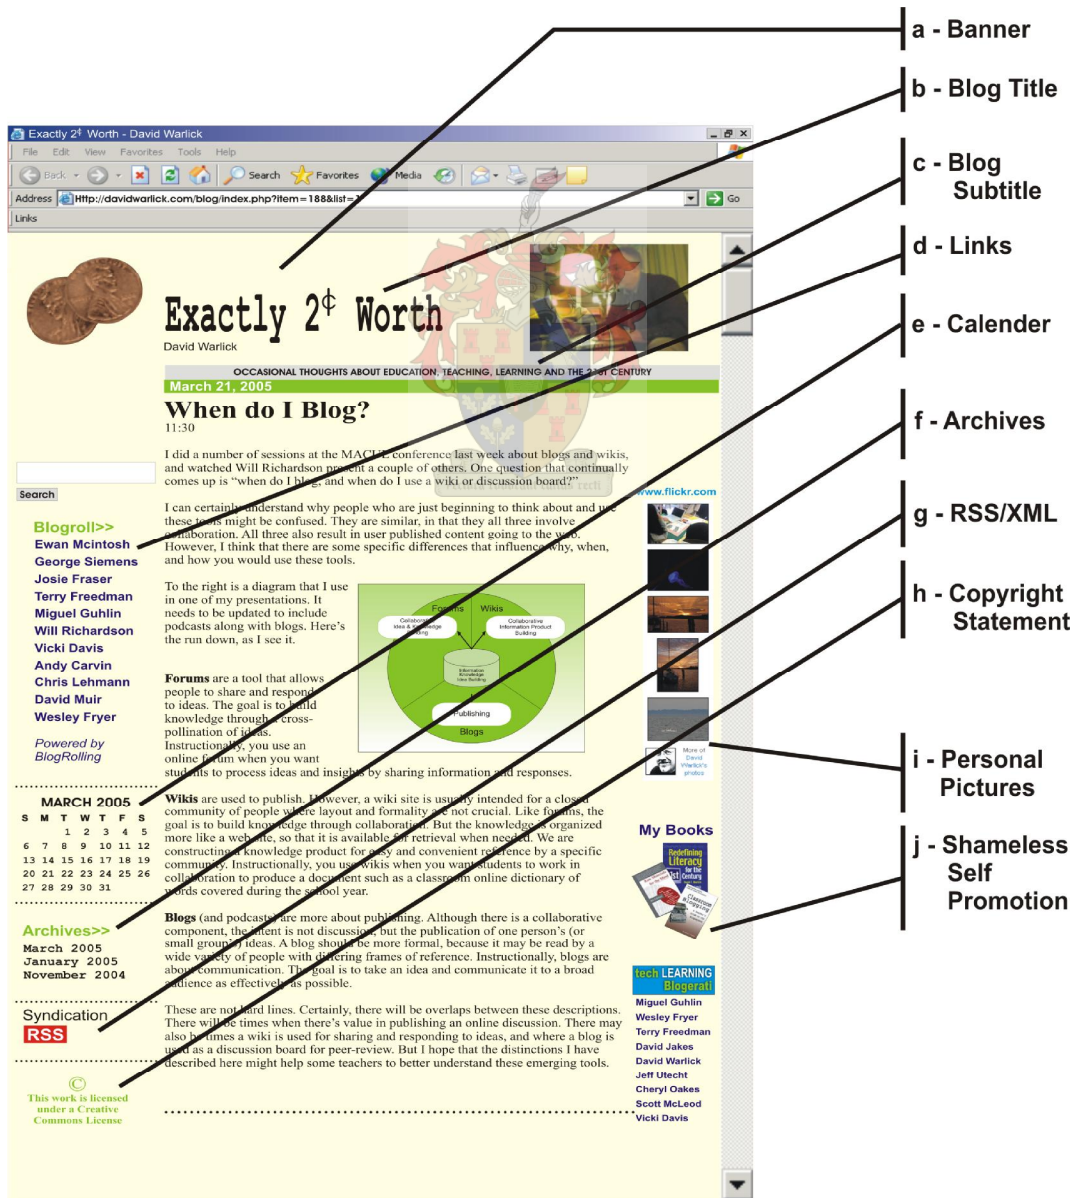 a - Banner
b - Blog Title
c - Blog
Subtitle
d - Links
e - Calender
f - Archives
g - RSS/XML
h - Copyright
Statement
i - Personal
Pictures
j - Shameless
Self
Promotion
Exactly 2¢ Worth - David Warlick
File Edit View Favorites Tools Help
Back Search Favorites Media
Address Http://davidwarlick.com/blog/index.php?item=188&list=1 Go
Links
Exactly 2¢ Worth
David Warlick
OCCASIONAL THOUGHTS ABOUT EDUCATION, TEACHING, LEARNING AND THE 21ST CENTURY
March 21, 2005
When do I Blog?
11:30
I did a number of sessions at the MACUL conference last week about blogs and wikis,
and watched Will Richardson present a couple of others. One question that continually
comes up is “when do I blog, and when do I use a wiki or discussion board?”
I can certainly understand why people who are just beginning to think about and use
these tools might be confused. They are similar, in that they all three involve
collaboration. All three also result in user published content going to the web.
However, I think that there are some specific differences that influence why, when,
and how you would use these tools.
To the right is a diagram that I use
in one of my presentations. It
needs to be updated to include
podcasts along with blogs. Here’s
the run down, as I see it.
Forums are a tool that allows
people to share and respond
to ideas. The goal is to build
knowledge through a cross-
pollination of ideas.
Instructionally, you use an
online forum when you want
students to process ideas and insights by sharing information and responses.
Forums Wikis
Collaborative
Idea & Knowledge
Building
Collaborative
Information Product
Building
Information
Knowledge
Idea Building
Publishing
Blogs
Wikis are used to publish. However, a wiki site is usually intended for a closed
community of people where layout and formality are not crucial. Like forums, the
goal is to build knowledge through collaboration. But the knowledge is organized
more like a web site, so that it is available for retrieval when needed. We are
constructing a knowledge product for easy and convenient reference by a specific
community. Instructionally, you use wikis when you want students to work in
collaboration to produce a document such as a classroom online dictionary of
words covered during the school year.
Blogs (and podcasts) are more about publishing. Although there is a collaborative
component, the intent is not discussion, but the publication of one person’s (or
small group’s) ideas. A blog should be more formal, because it may be read by a
wide variety of people with differing frames of reference. Instructionally, blogs are
about communication. The goal is to take an idea and communicate it to a broad
audience as effectively as possible.
These are not hard lines. Certainly, there will be overlaps between these descriptions.
There will be times when there’s value in publishing an online discussion. There may
also be times a wiki is used for sharing and responding to ideas, and where a blog is
used as a discussion board for peer-review. But I hope that the distinctions I have
described here might help some teachers to better understand these emerging tools.
Search
Blogroll>>
Ewan Mcintosh
George Siemens
Josie Fraser
Terry Freedman
Miguel Guhlin
Will Richardson
Vicki Davis
Andy Carvin
Chris Lehmann
David Muir
Wesley Fryer
Powered by
BlogRolling
MARCH 2005
S M T W T F S
1 2 3 4 5
6 7 8 9 10 11 12
13 14 15 16 17 18 19
20 21 22 23 24 25 26
27 28 29 30 31
Archives>>
March 2005
January 2005
November 2004
Syndication
RSS
©
This work is licensed
under a Creative
Commons License
www.flickr.com
More of
David
Warlick's
photos
My Books
Redefining
Literacy
for the
21st Century
Classroom
Blogging
tech LEARNING
Blogerati
Miguel Guhlin
Wesley Fryer
Terry Freedman
David Jakes
David Warlick
Jeff Utecht
Cheryl Oakes
Scott McLeod
Vicki Davis